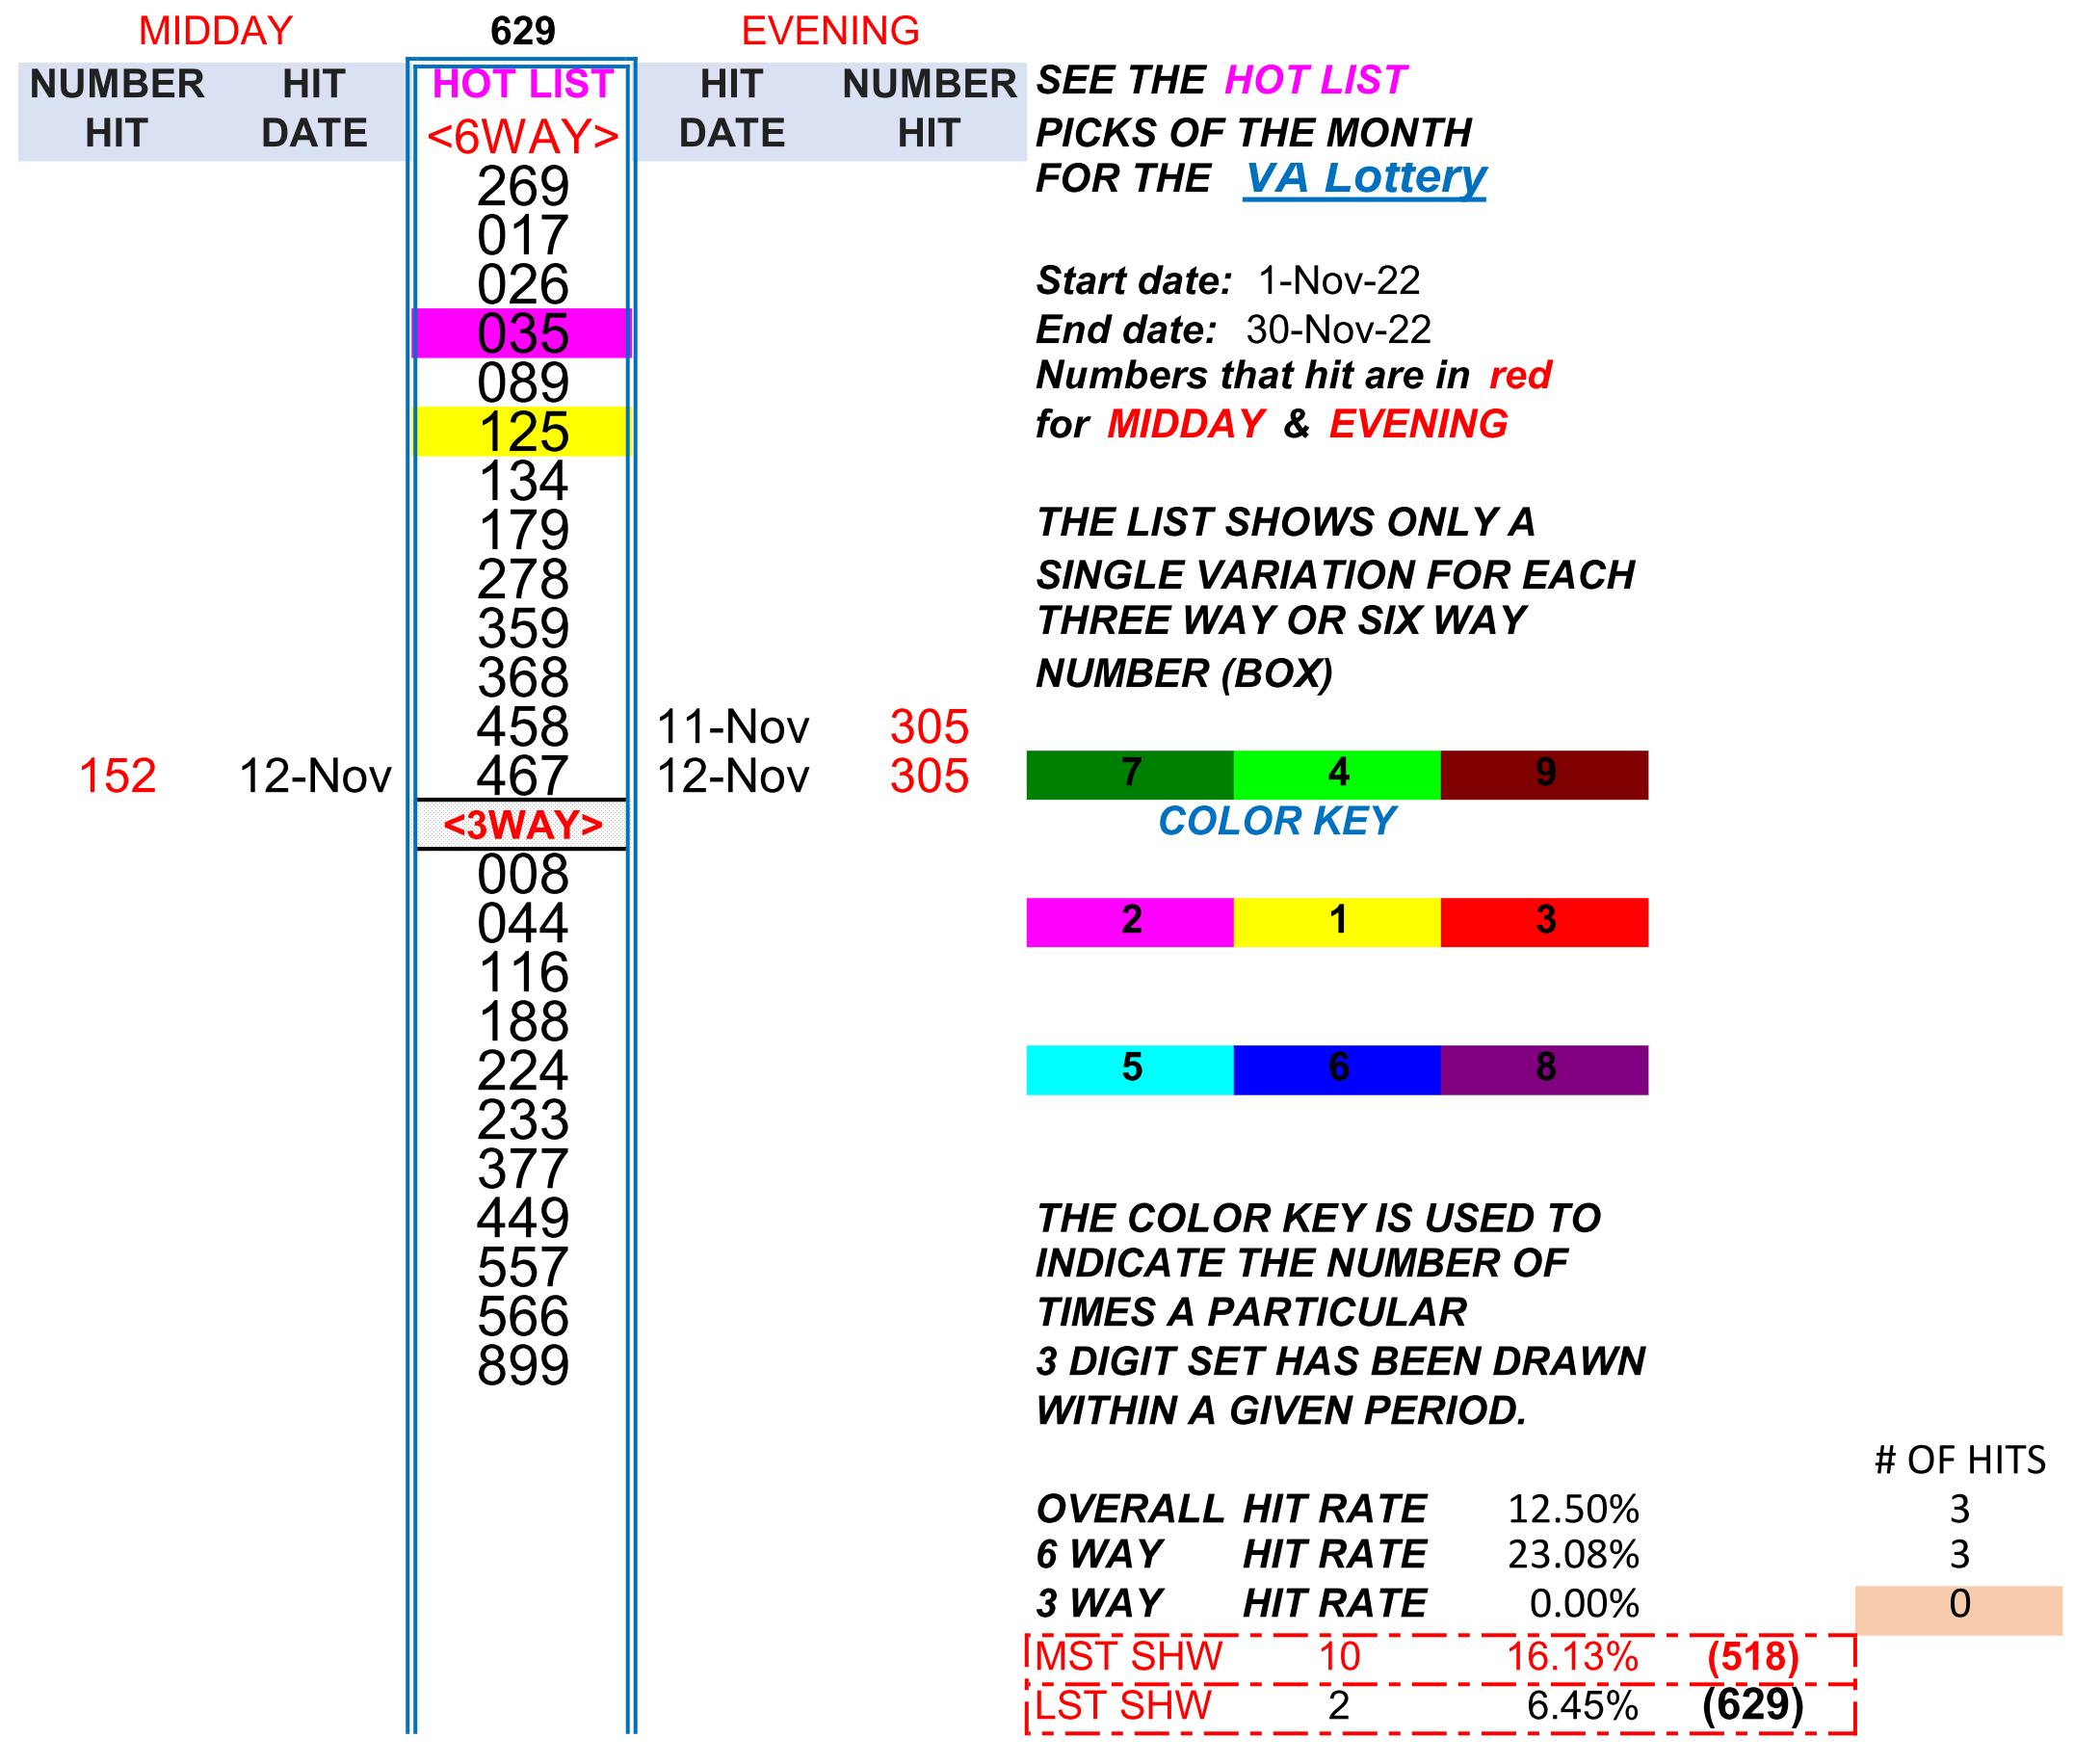 MIDDAY 629 EVENING
NUMBER HIT HOT LIST HIT NUMBER SEE THE HOT LIST
HIT DATE <6WAY> DATE HIT PICKS OF THE MONTH
269 FOR THE VA Lottery
017
026 Start date: 1-Nov-22
035 End date: 30-Nov-22
089 Numbers that hit are in red
125 for MIDDAY & EVENING
134
179 THE LIST SHOWS ONLY A
278 SINGLE VARIATION FOR EACH
359 THREE WAY OR SIX WAY
368 NUMBER (BOX)
458 11-Nov 305
152 12-Nov 467 12-Nov 305 7 4 9
<3WAY> COLOR KEY
008
044 2 1 3
116
188
224 5 6 8
233
377
449 THE COLOR KEY IS USED TO
557 INDICATE THE NUMBER OF
566 TIMES A PARTICULAR
899 3 DIGIT SET HAS BEEN DRAWN
WITHIN A GIVEN PERIOD.
# OF HITS
OVERALL HIT RATE 12.50% 3
6 WAY HIT RATE 23.08% 3
3 WAY HIT RATE 0.00% 0
MST SHW 10 16.13% (518)
LST SHW 2 6.45% (629)